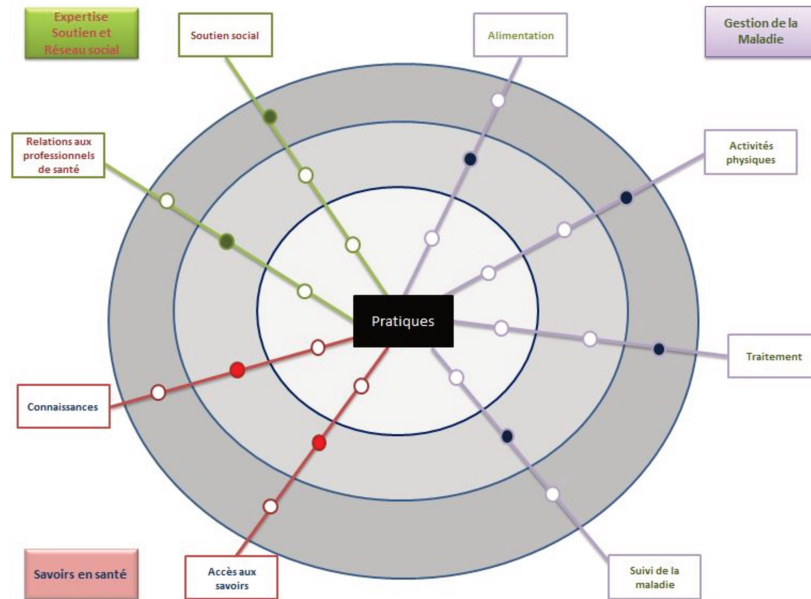 Expertise
Soutien et
Réseau social
Soutien social
Alimentation
Gestion de la
Maladie
Relations aux
professionnels
de santé
Activités
physiques
Pratiques
Traitement
Connaissances
Savoirs en santé
Accès aux
savoirs
Suivi de la
maladie